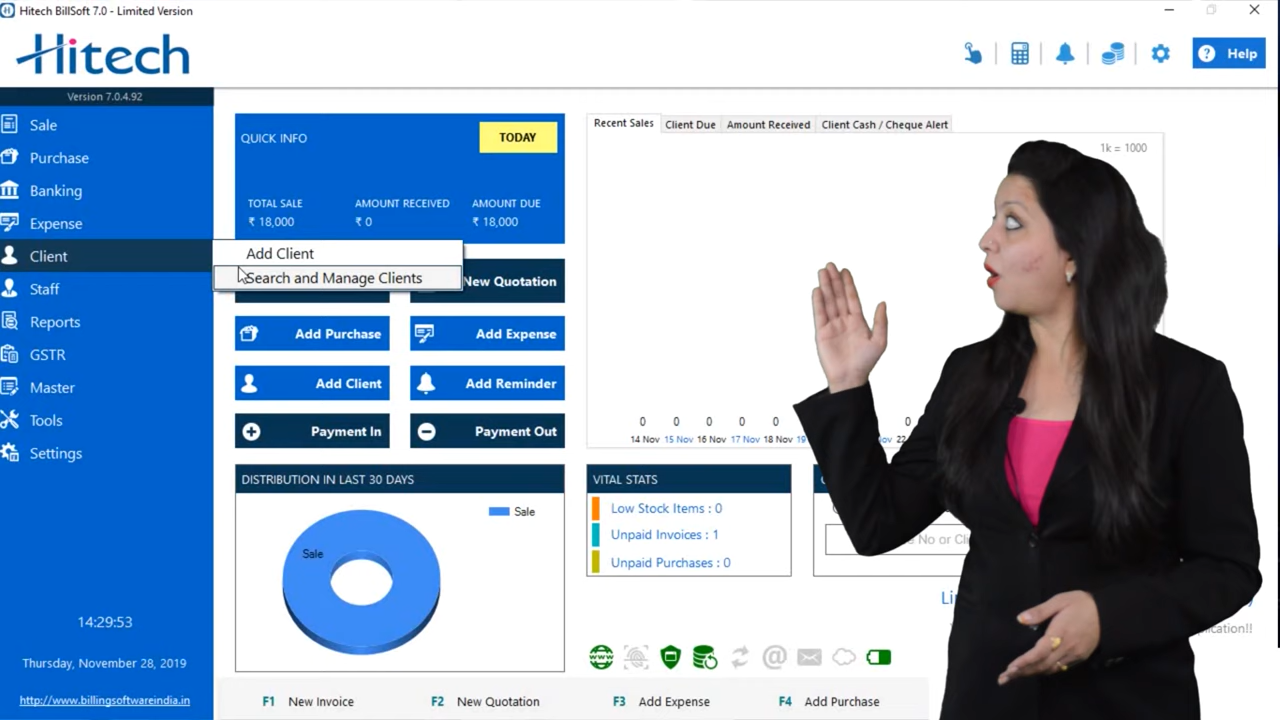 Hitech BillSoft 7.0 - Limited Version
Hitech
Help
Version 7.0.4.92
Sale
Purchase
Banking
Expense
Client
Staff
Reports
GSTR
Master
Tools
Settings
14:29:53
Thursday, November 28, 2019
http://www.billingsoftwareindia.in
Add Client
Search and Manage Clients
QUICK INFO
TODAY
TOTAL SALE
AMOUNT RECEIVED
AMOUNT DUE
₹ 18,000
₹ 0
₹ 18,000
New Quotation
Add Purchase
Add Expense
Add Client
Add Reminder
Payment In
Payment Out
Recent Sales
Client Due
Amount Received
Client Cash / Cheque Alert
1k = 1000
0 0 0 0 0 0
14 Nov 15 Nov 16 Nov 17 Nov 18 Nov 19 22
DISTRIBUTION IN LAST 30 DAYS
Sale
Sale
VITAL STATS
Low Stock Items : 0
Unpaid Invoices : 1
Unpaid Purchases : 0
No or
F1 New Invoice
F2 New Quotation
F3 Add Expense
F4 Add Purchase